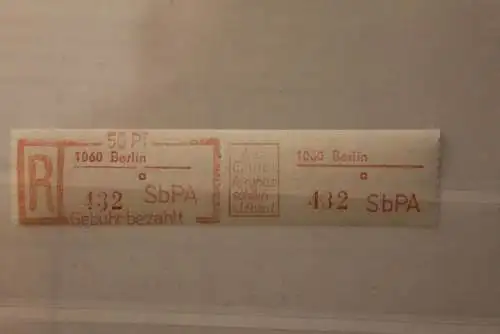 50 Pf
1060 Berlin
a
R
432 SbPA
Gebühr bezahlt
1060 Berlin
a
432 SbPA